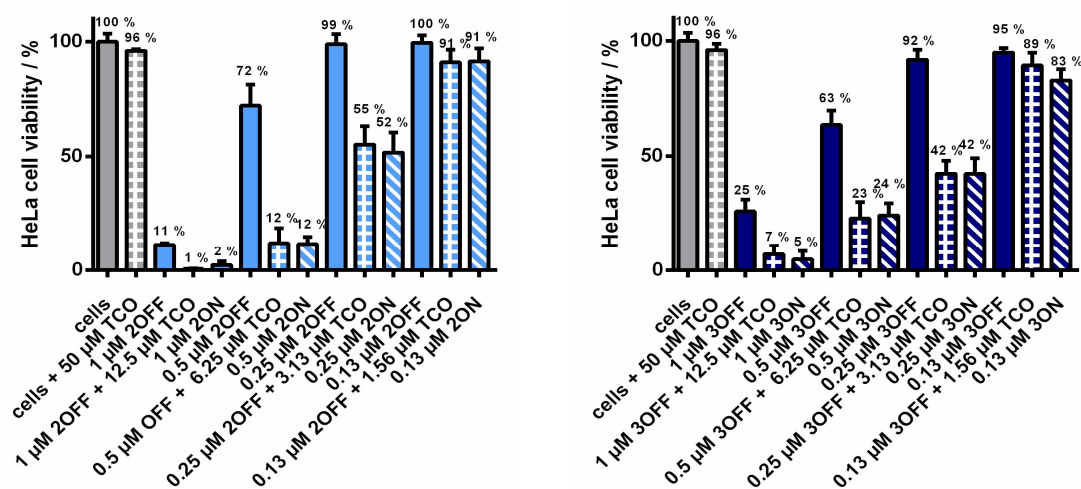 HeLa cell viability / %
100
50
0
100 %
96 %
11 %
1 %
2 %
72 %
12 %
12 %
99 %
55 %
52 %
100 %
91 %
91 %
cells
cells + 50 µM TCO
1 µM 2OFF
1 µM 2OFF + 12.5 µM TCO
1 µM 2ON
0.5 µM 2OFF
0.5 µM OFF + 6.25 µM TCO
0.5 µM 2ON
0.25 µM 2OFF
0.25 µM 2OFF + 3.13 µM TCO
0.25 µM 2ON
0.13 µM 2OFF
0.13 µM 2OFF + 1.56 µM TCO
0.13 µM 2ON
HeLa cell viability / %
100
50
0
100 %
96 %
25 %
7 %
5 %
63 %
23 %
24 %
92 %
42 %
42 %
95 %
89 %
83 %
cells
cells + 50 µM TCO
1 µM 3OFF
1 µM 3OFF + 12.5 µM TCO
1 µM 3ON
0.5 µM 3OFF
0.5 µM 3OFF + 6.25 µM TCO
0.5 µM 3ON
0.25 µM 3OFF
0.25 µM 3OFF + 3.13 µM TCO
0.25 µM 3ON
0.13 µM 3OFF
0.13 µM 3OFF + 1.56 µM TCO
0.13 µM 3ON